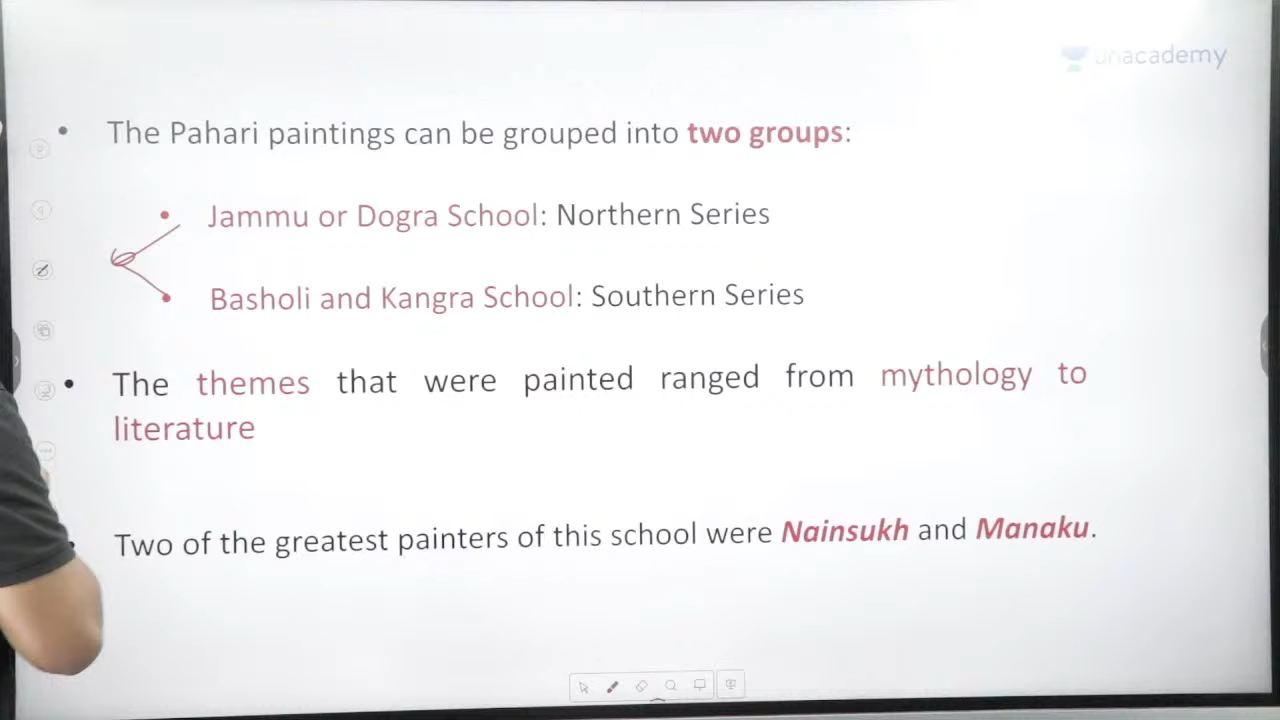 unacademy
• The Pahari paintings can be grouped into two groups:
• Jammu or Dogra School: Northern Series
• Basholi and Kangra School: Southern Series
• The themes that were painted ranged from mythology to
literature
Two of the greatest painters of this school were Nainsukh and Manaku.